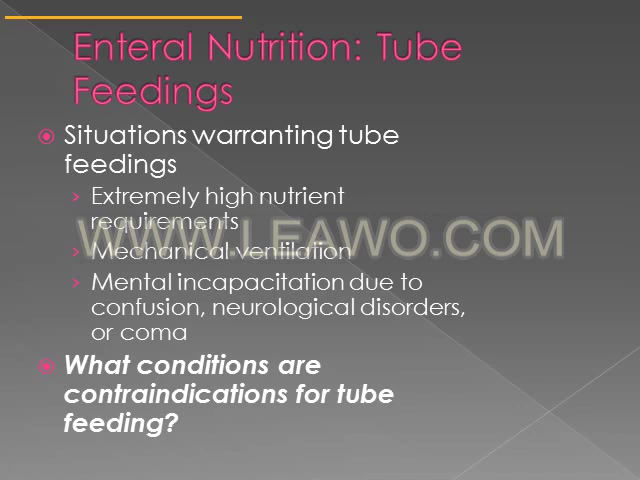 Enteral Nutrition: Tube
Feedings
Situations warranting tube
feedings
Extremely high nutrient
requirements
WWW.LEAWO.COM
Mechanical ventilation
Mental incapacitation due to
confusion, neurological disorders,
or coma
What conditions are
contraindications for tube
feeding?